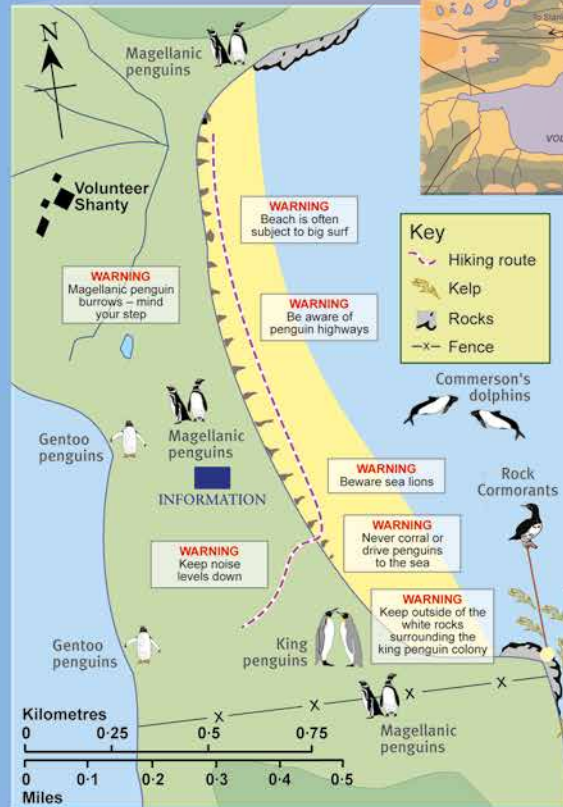 N
Magellanic
penguins
To Stanley
Volunteer
Shanty
WARNING
Beach is often
subject to big surf
Key
Hiking route
Kelp
Rocks
Fence
WARNING
Magellanic penguin
burrows – mind
your step
WARNING
Be aware of
penguin highways
Commerson's
dolphins
Gentoo
penguins
Magellanic
penguins
INFORMATION
WARNING
Beware sea lions
Rock
Cormorants
WARNING
Keep noise
levels down
WARNING
Never corral or
drive penguins
to the sea
WARNING
Keep outside of the
white rocks
surrounding the
king penguin colony
Gentoo
penguins
King
penguins
Magellanic
penguins
Kilometres
0 0·25 0·5 0·75
0 0·1 0·2 0·3 0·4 0·5
Miles